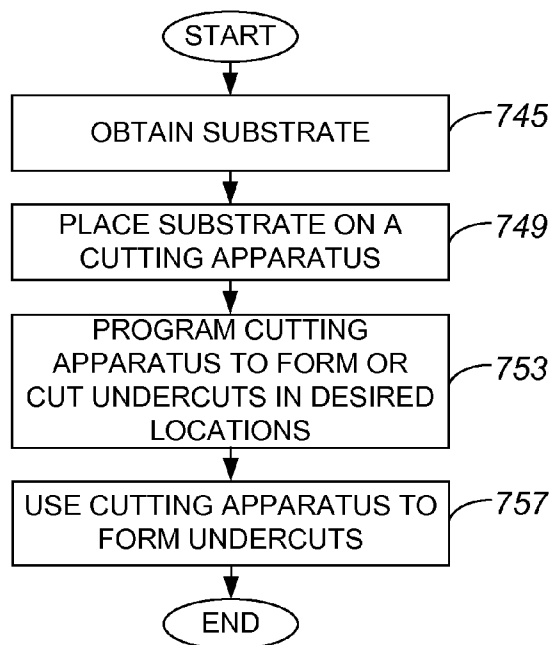 START
OBTAIN SUBSTRATE
745
PLACE SUBSTRATE ON A
CUTTING APPARATUS
749
PROGRAM CUTTING
APPARATUS TO FORM OR
CUT UNDERCUTS IN DESIRED
LOCATIONS
753
USE CUTTING APPARATUS TO
FORM UNDERCUTS
757
END